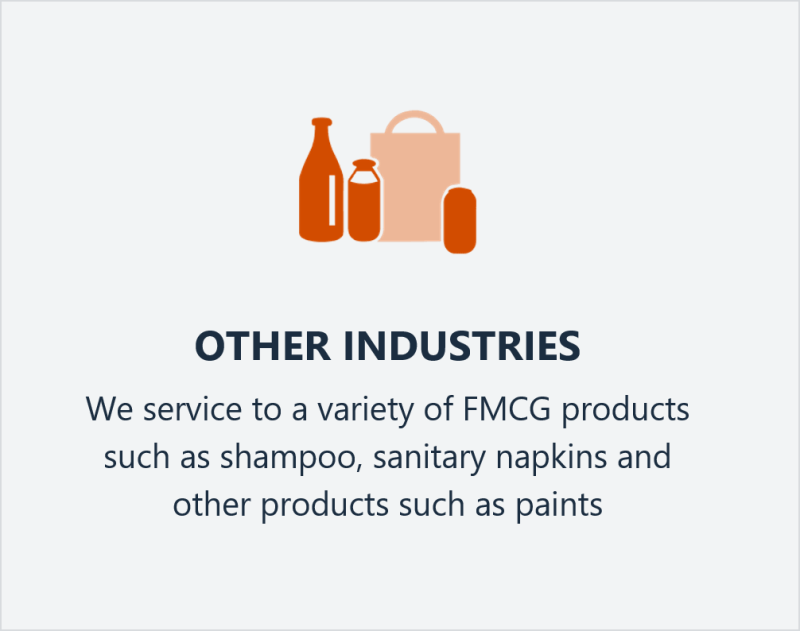 OTHER INDUSTRIES
We service to a variety of FMCG products
such as shampoo, sanitary napkins and
other products such as paints